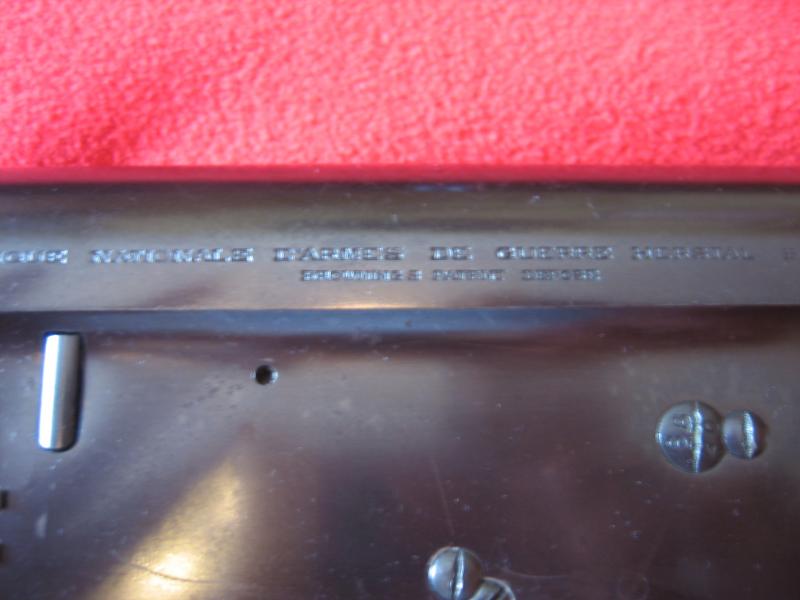 NATIONALE D'ARMES DE GUERRE HERSTAL
BROWNING'S PATENT DEPOSE